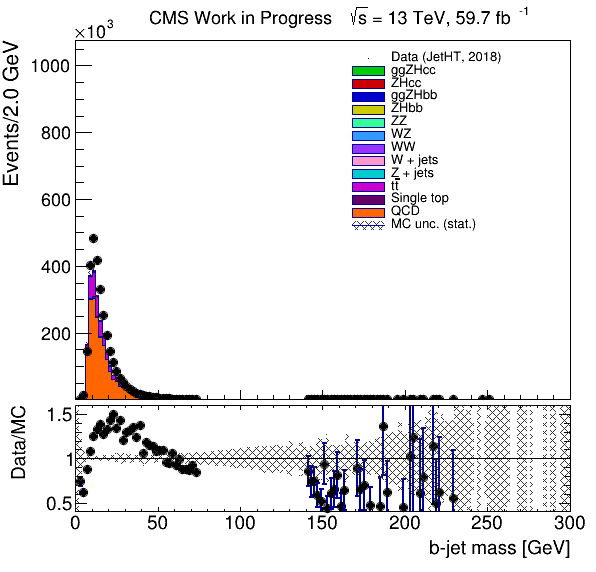 CMS Work in Progress √s = 13 TeV, 59.7 fb⁻¹
×10³
Events/2.0 GeV
1000
800
600
400
200
Data (JetHT, 2018)
ggZHcc
ZHcc
ggZHbb
ZHbb
ZZ
WZ
WW
W + jets
Z + jets
tt̄
Single top
QCD
MC unc. (stat.)
Data/MC
1.5
1
0.5
0 50 100 150 200 250 300
b-jet mass [GeV]